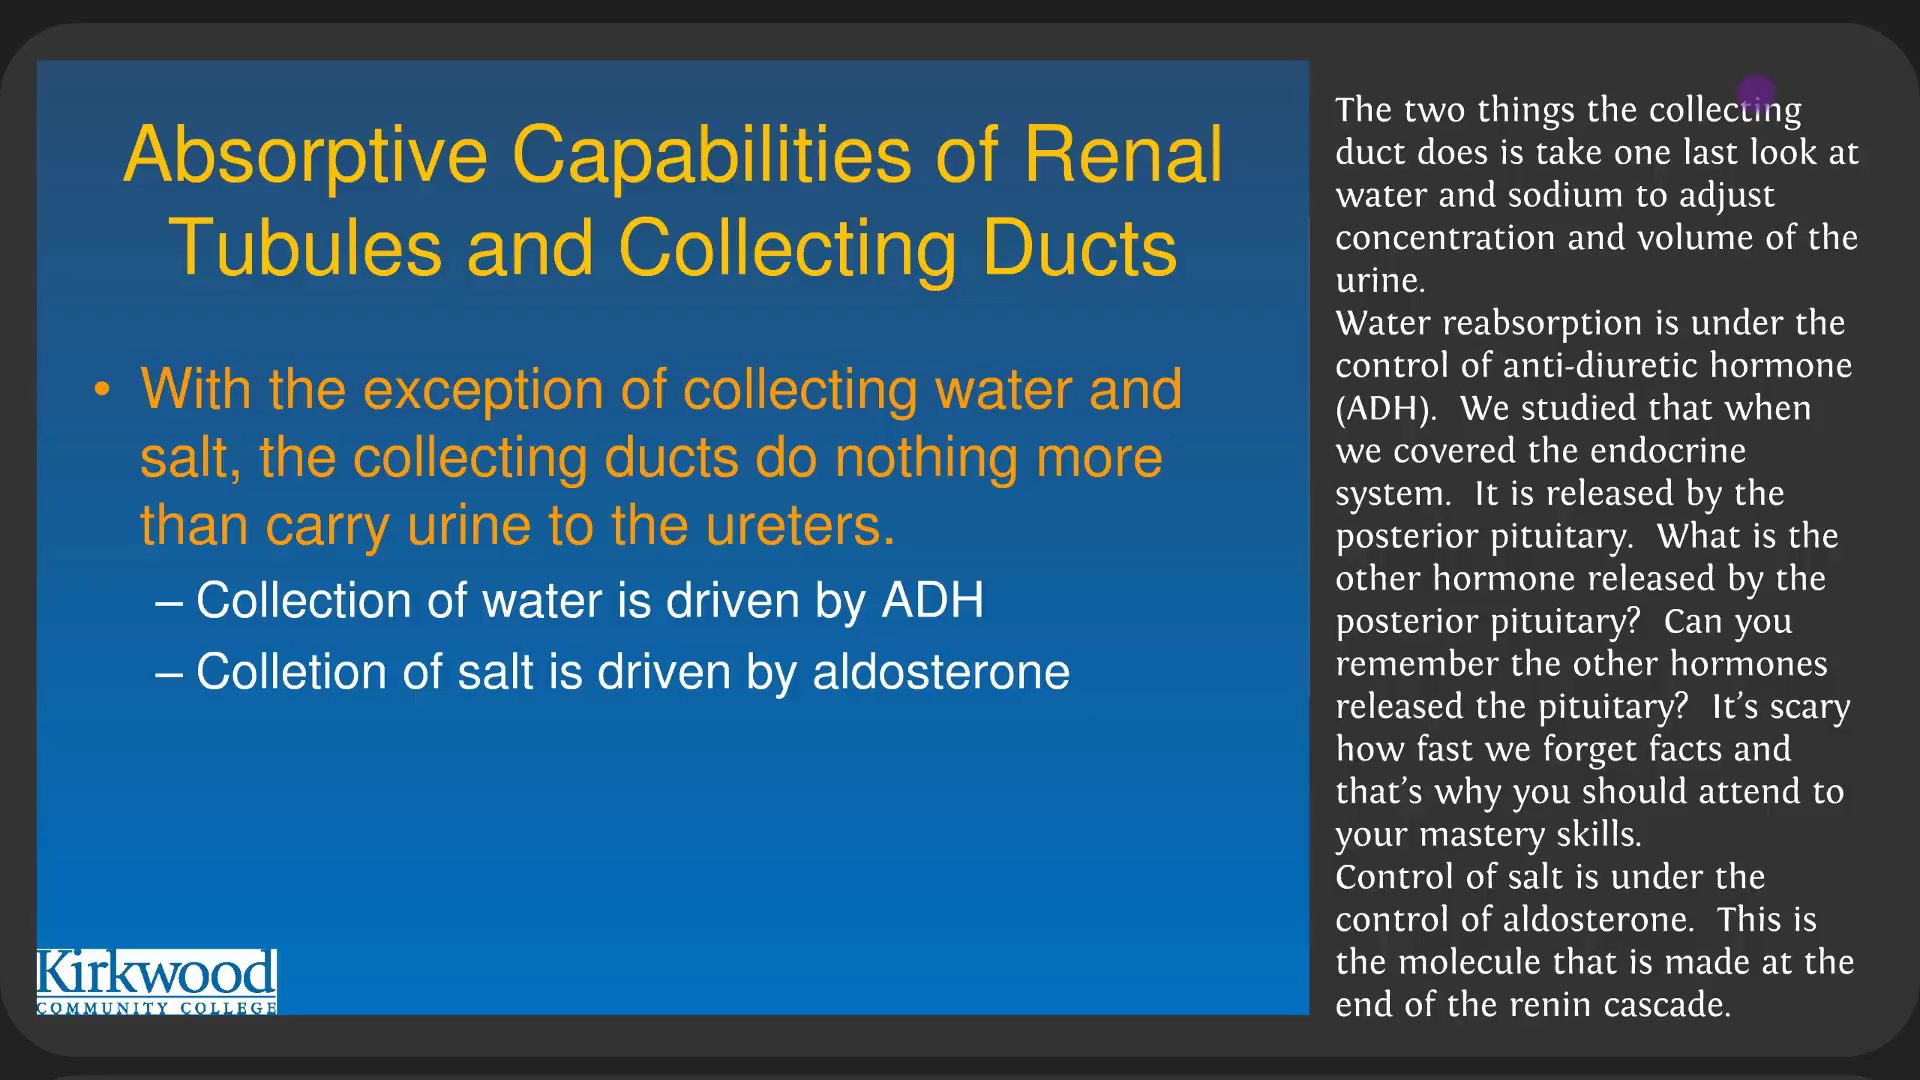 Absorptive Capabilities of Renal
Tubules and Collecting Ducts
• With the exception of collecting water and
salt, the collecting ducts do nothing more
than carry urine to the ureters.
– Collection of water is driven by ADH
– Colletion of salt is driven by aldosterone
Kirkwood
COMMUNITY COLLEGE
The two things the collecting
duct does is take one last look at
water and sodium to adjust
concentration and volume of the
urine.
Water reabsorption is under the
control of anti-diuretic hormone
(ADH).  We studied that when
we covered the endocrine
system.  It is released by the
posterior pituitary.  What is the
other hormone released by the
posterior pituitary?  Can you
remember the other hormones
released the pituitary?  It’s scary
how fast we forget facts and
that’s why you should attend to
your mastery skills.
Control of salt is under the
control of aldosterone.  This is
the molecule that is made at the
end of the renin cascade.